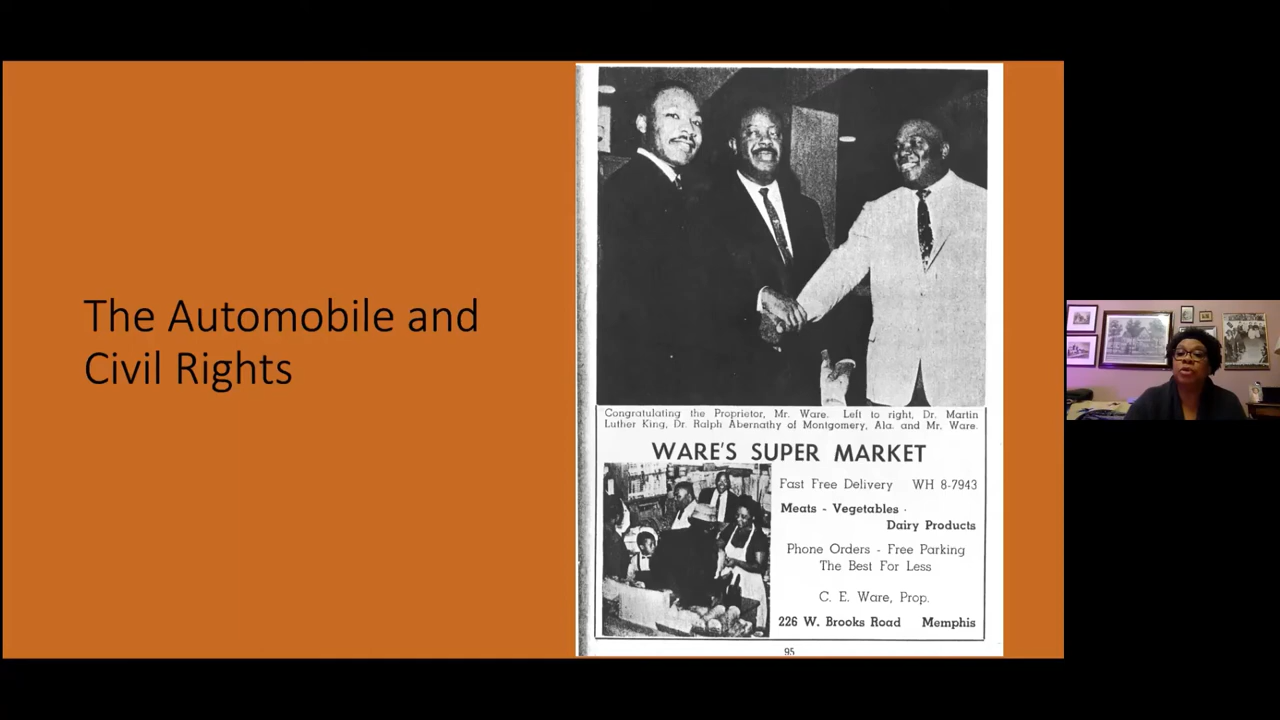 The Automobile and
Civil Rights
Congratulating the Proprietor, Mr. Ware. Left to right, Dr. Martin
Luther King, Dr. Ralph Abernathy of Montgomery, Ala. and Mr. Ware.
WARE'S SUPER MARKET
Fast Free Delivery WH 8-7943
Meats - Vegetables -
Dairy Products
Phone Orders - Free Parking
The Best For Less
C. E. Ware, Prop.
226 W. Brooks Road Memphis
95